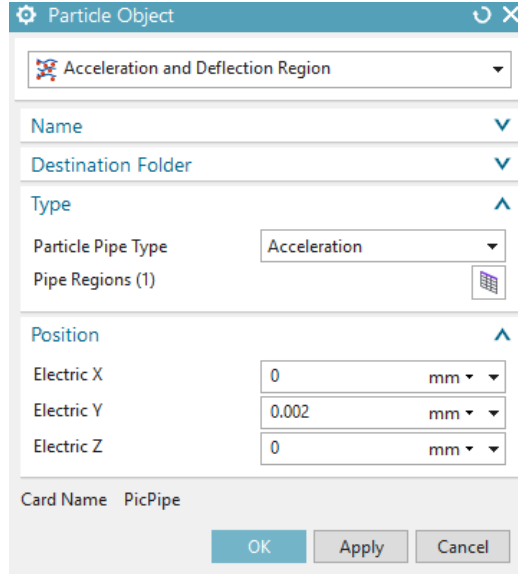 Particle Object
Acceleration and Deflection Region
Name
Destination Folder
Type
Particle Pipe Type Acceleration
Pipe Regions (1)
Position
Electric X 0 mm
Electric Y 0.002 mm
Electric Z 0 mm
Card Name PicPipe
OK Apply Cancel